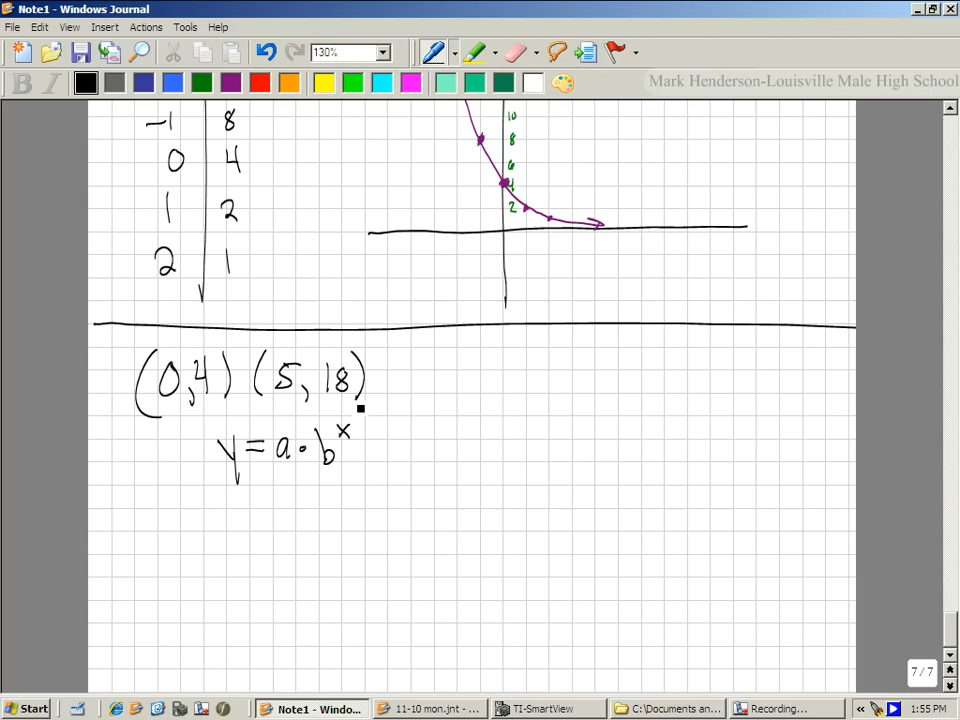 Note1 - Windows Journal
File Edit View Insert Actions Tools Help
130%
B I
Mark Henderson-Louisville Male High School
-1 8
0 4
1 2
2 1
10
8
6
4
2
(0,4) (5, 18)
y = a · b^x
7/7
Start Note1 - Windo... 11-10 mon.jnt - ... TI-SmartView C:\Documents an... Recording... « 1:55 PM